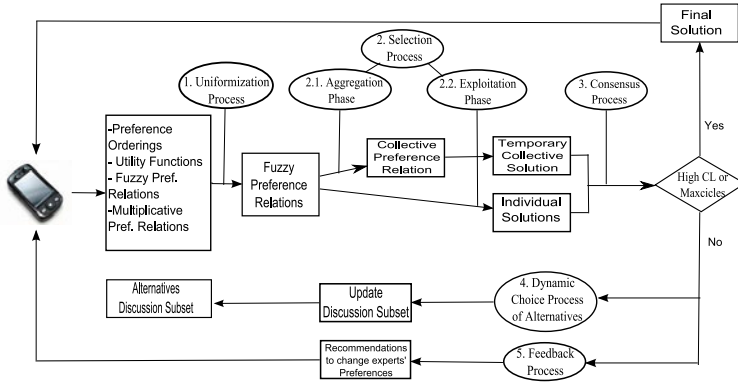 Final
Solution
2. Selection
Process
1. Uniformization
Process
2.1. Aggregation
Phase
2.2. Exploitation
Phase
3. Consensus
Process
Yes
-Preference
Orderings
- Utility Functions
- Fuzzy Pref.
Relations
-Multiplicative
Pref. Relations
Fuzzy
Preference
Relations
Collective
Preference
Relation
Temporary
Collective
Solution
Individual
Solutions
High CL or
Maxcicles
No
Alternatives
Discussion Subset
Update
Discussion Subset
4. Dynamic
Choice Process
of Alternatives
Recommendations
to change experts'
Preferences
5. Feedback
Process